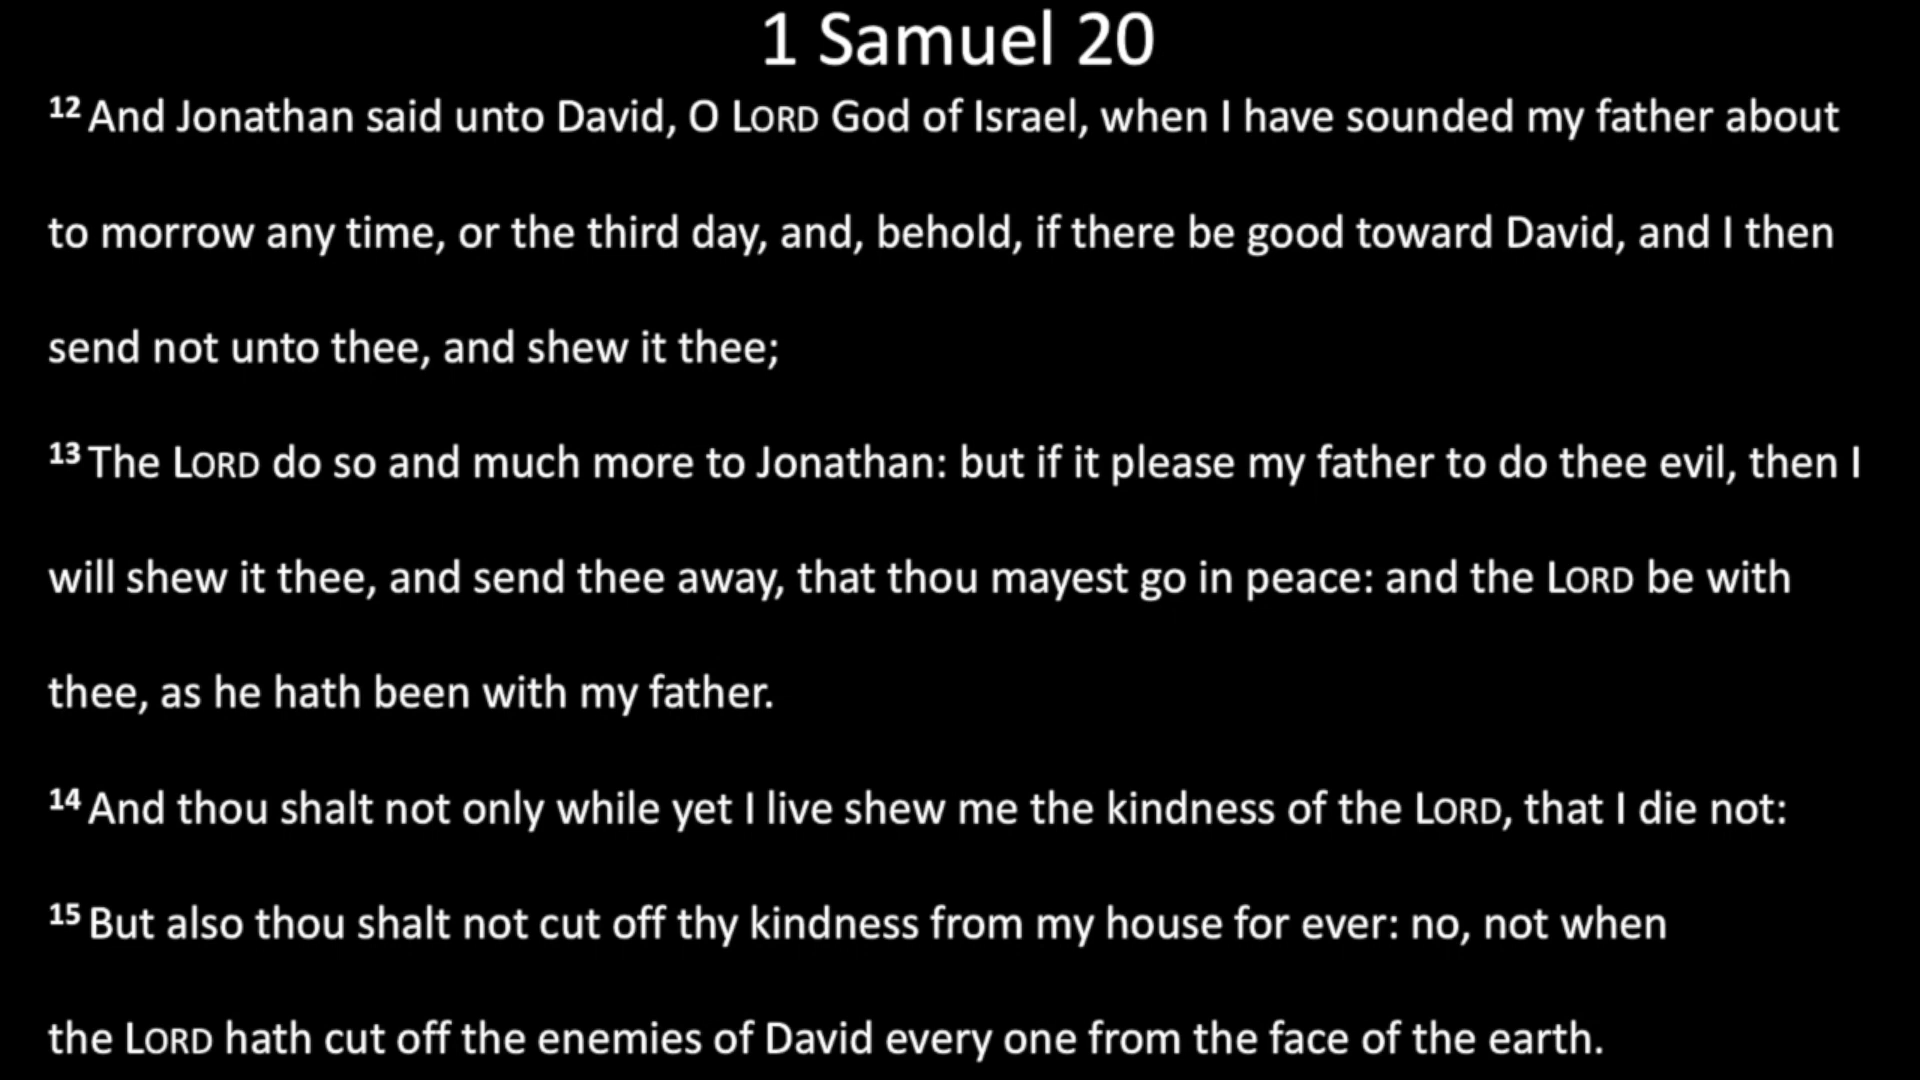 1 Samuel 20
12 And Jonathan said unto David, O LORD God of Israel, when I have sounded my father about
to morrow any time, or the third day, and, behold, if there be good toward David, and I then
send not unto thee, and shew it thee;
13 The LORD do so and much more to Jonathan: but if it please my father to do thee evil, then I
will shew it thee, and send thee away, that thou mayest go in peace: and the LORD be with
thee, as he hath been with my father.
14 And thou shalt not only while yet I live shew me the kindness of the LORD, that I die not:
15 But also thou shalt not cut off thy kindness from my house for ever: no, not when
the LORD hath cut off the enemies of David every one from the face of the earth.